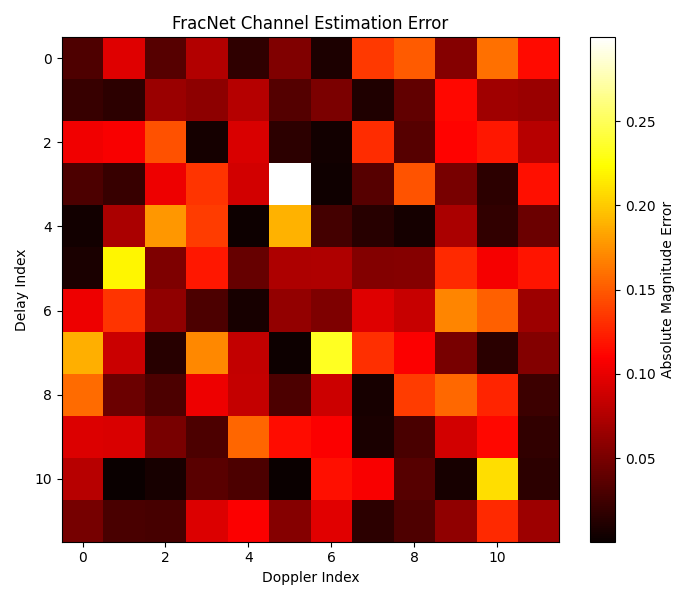 FracNet Channel Estimation Error
0
2
4
6
8
10
Delay Index
0 2 4 6 8 10
Doppler Index
0.25
0.20
0.15
0.10
0.05
Absolute Magnitude Error